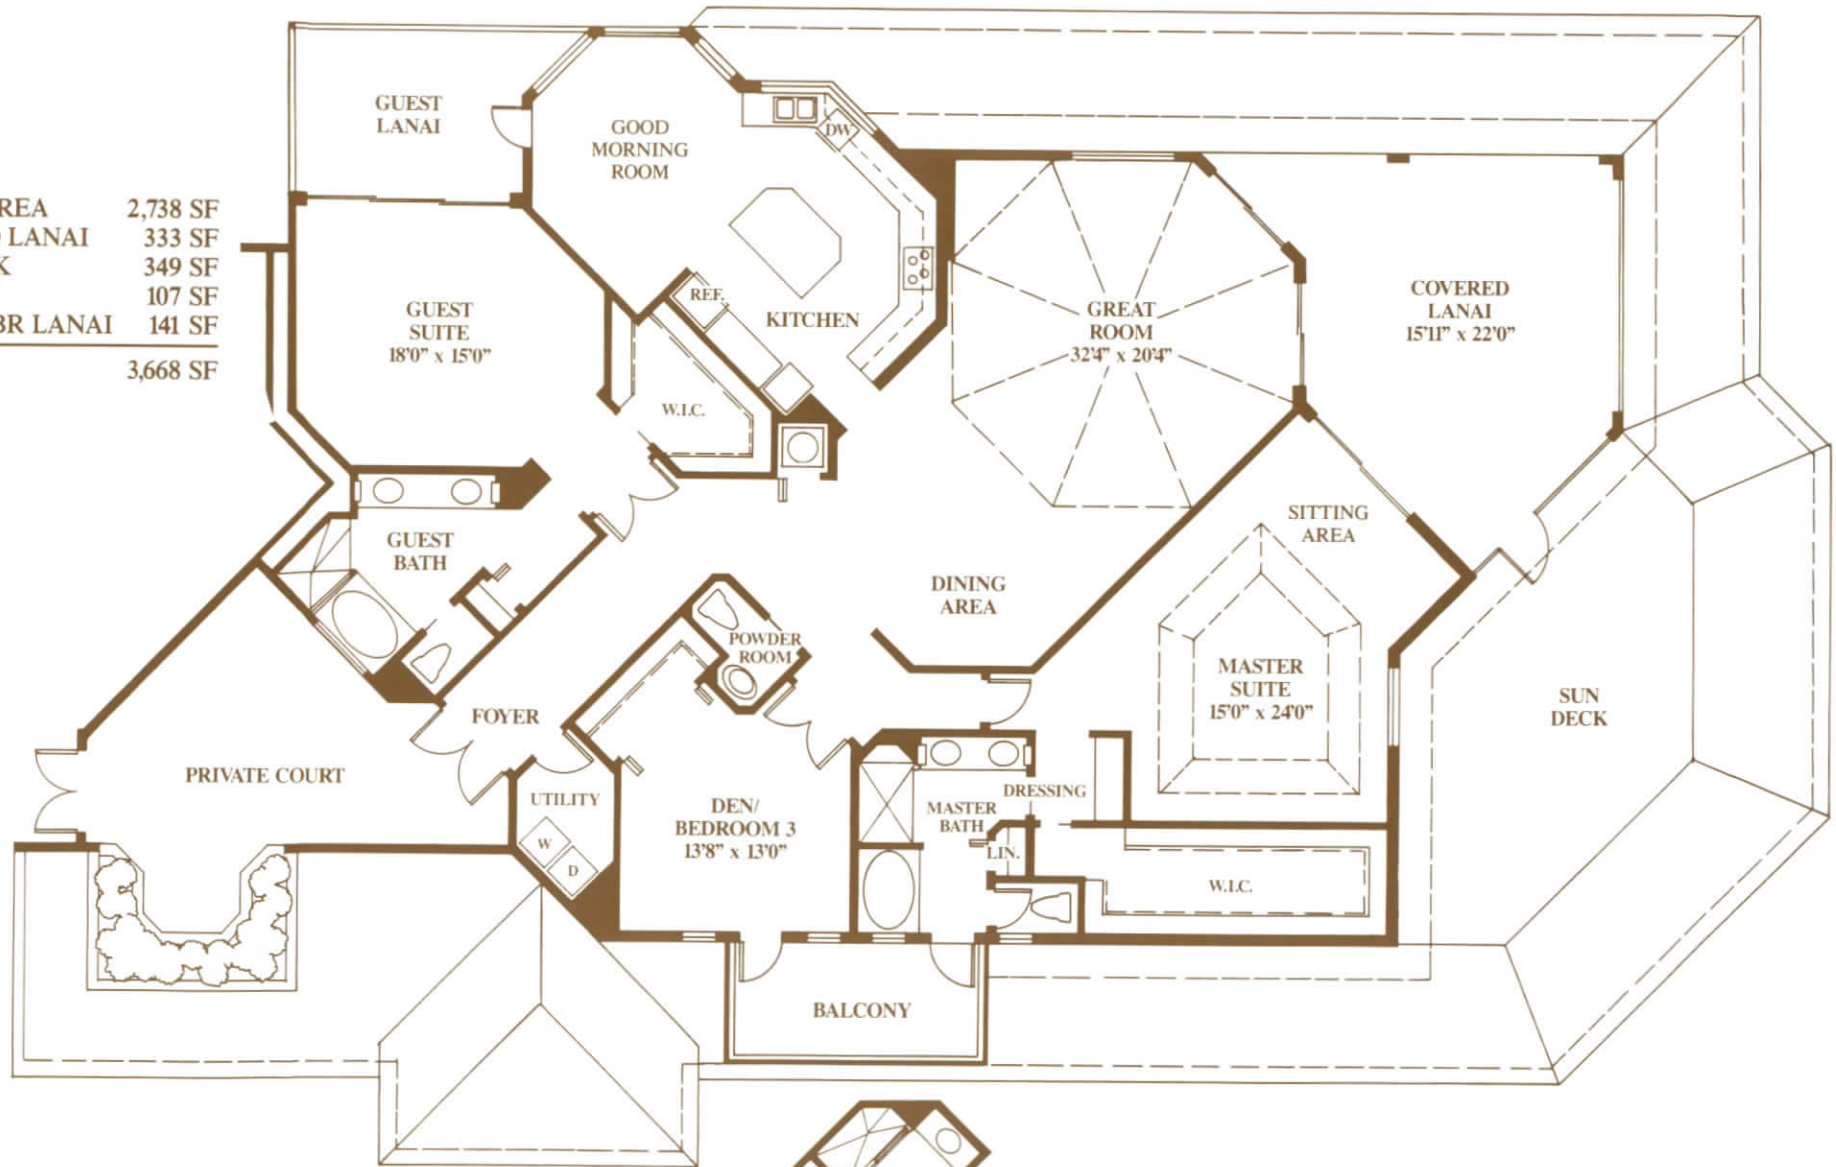 REA 2,738 SF
LANAI 333 SF
K 349 SF
107 SF
BR LANAI 141 SF
3,668 SF
GUEST
LANAI
GOOD
MORNING
ROOM
DW
GUEST
SUITE
18'0" x 15'0"
REF.
KITCHEN
GREAT
ROOM
32'4" x 20'4"
COVERED
LANAI
15'11" x 22'0"
W.I.C.
GUEST
BATH
SITTING
AREA
DINING
AREA
POWDER
ROOM
MASTER
SUITE
15'0" x 24'0"
SUN
DECK
FOYER
PRIVATE COURT
UTILITY
W
D
DEN/
BEDROOM 3
13'8" x 13'0"
DRESSING
MASTER
BATH
LIN.
W.I.C.
BALCONY